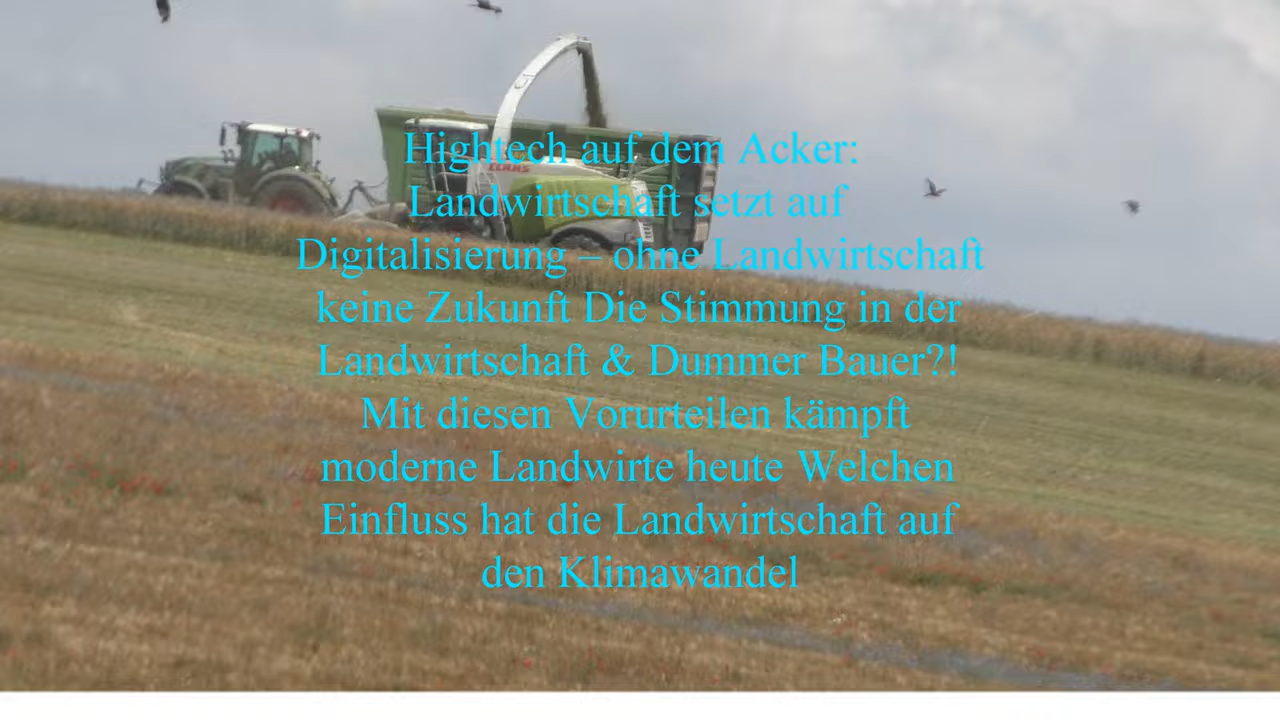 Hightech auf dem Acker:
Landwirtschaft setzt auf
Digitalisierung – ohne Landwirtschaft
keine Zukunft Die Stimmung in der
Landwirtschaft & Dummer Bauer?!
Mit diesen Vorurteilen kämpft
moderne Landwirte heute Welchen
Einfluss hat die Landwirtschaft auf
den Klimawandel
CLAAS